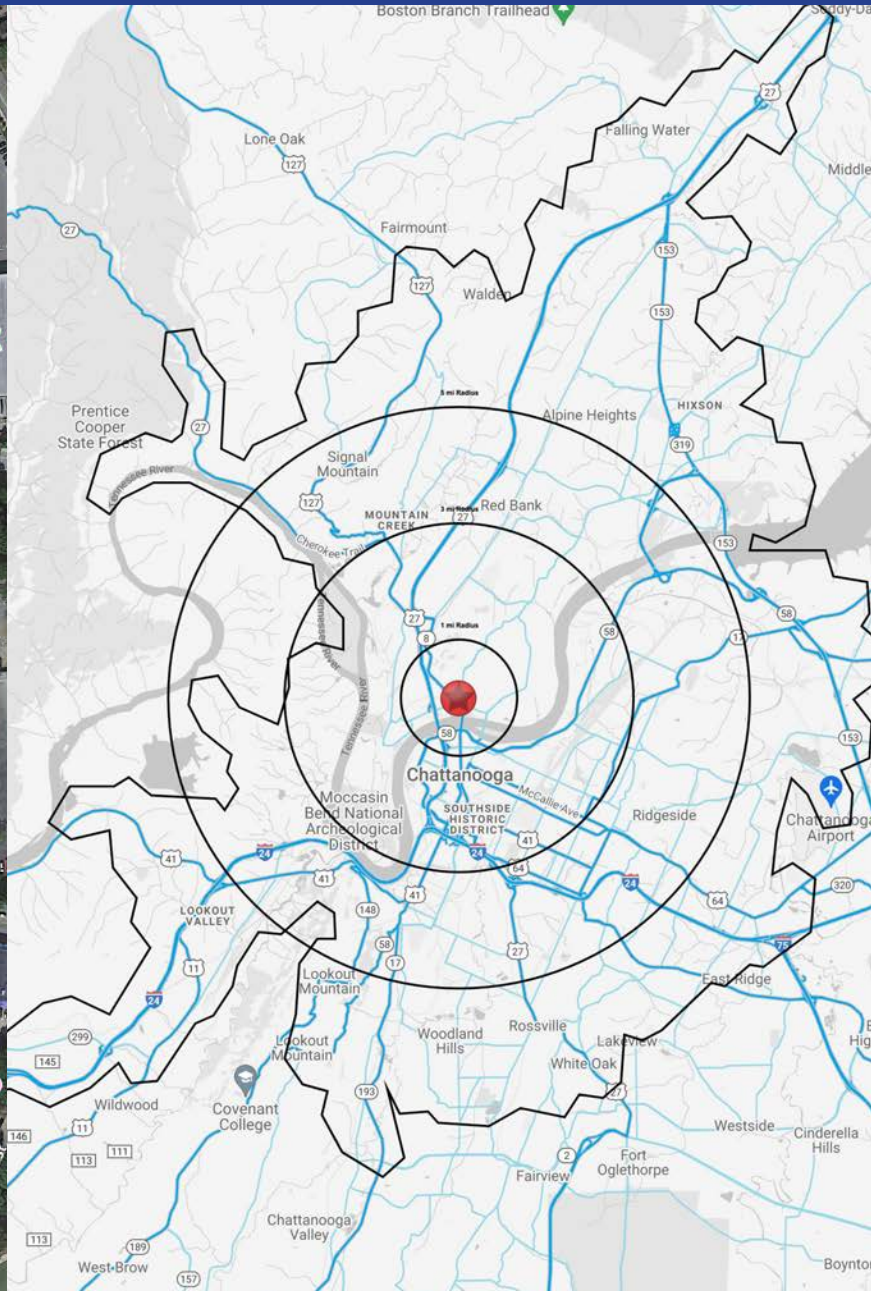 Boston Branch Trailhead
27
Falling Water
Lone Oak
127
Middle
27
Fairmount
153
127
Walden
153
5 mi Radius
Prentice
Cooper
State Forest
27
Alpine Heights
HIXSON
319
Signal
Mountain
Tennessee River
127
MOUNTAIN
CREEK
3 mi Radius
27
Red Bank
Cherokee Trail
153
Tennessee River
27
8
1 mi Radius
58
58
17
Tennessee River
58
153
Chattanooga
Moccasin
Bend National
Archeological
District
SOUTHSIDE
HISTORIC
DISTRICT
McCallie Ave
Ridgeside
Chattanooga
Airport
41
24
41
24
41
64
41
24
320
64
148
LOOKOUT
VALLEY
11
58
17
27
75
East Ridge
24
Lookout
Mountain
299
145
Lookout
Mountain
Woodland
Hills
Rossville
Lakeview
White Oak
Wildwood
Covenant
College
193
27
11
146
111
113
Westside
Cinderella
Hills
2
Fort
Oglethorpe
Fairview
Chattanooga
Valley
113
189
West Brow
157
Boynton